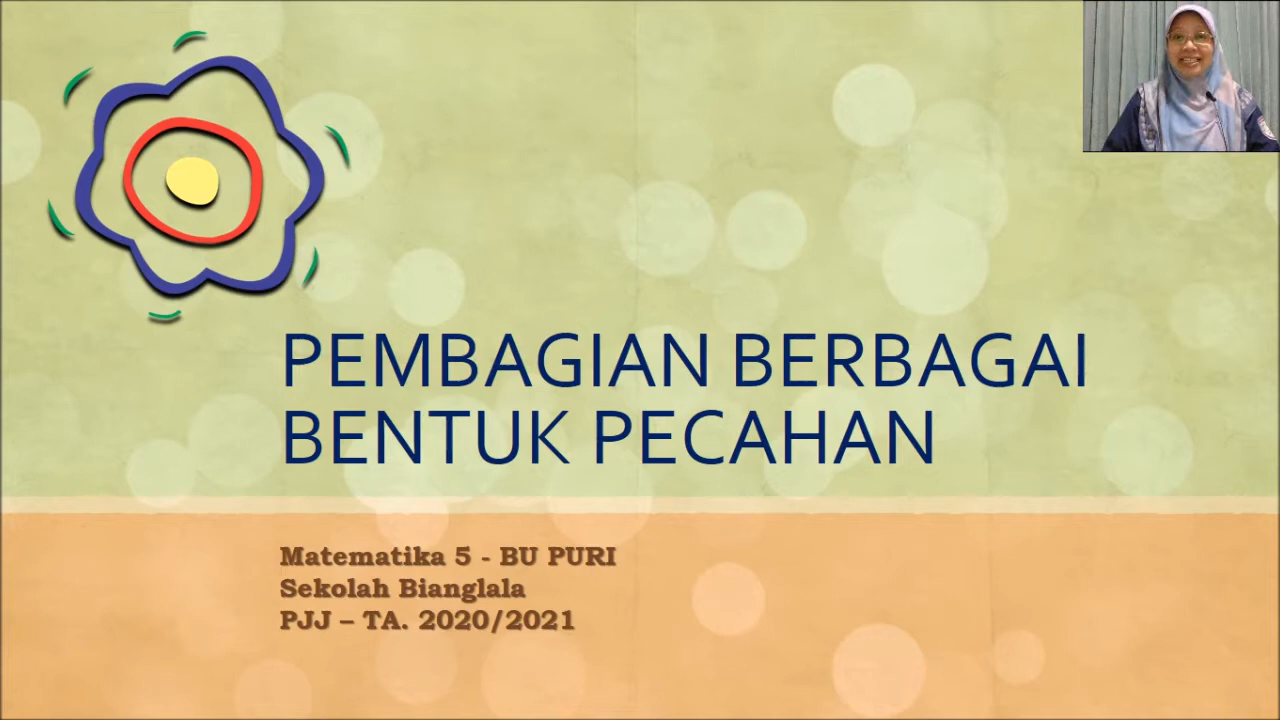 PEMBAGIAN BERBAGAI
BENTUK PECAHAN
Matematika 5 - BU PURI
Sekolah Bianglala
PJJ – TA. 2020/2021